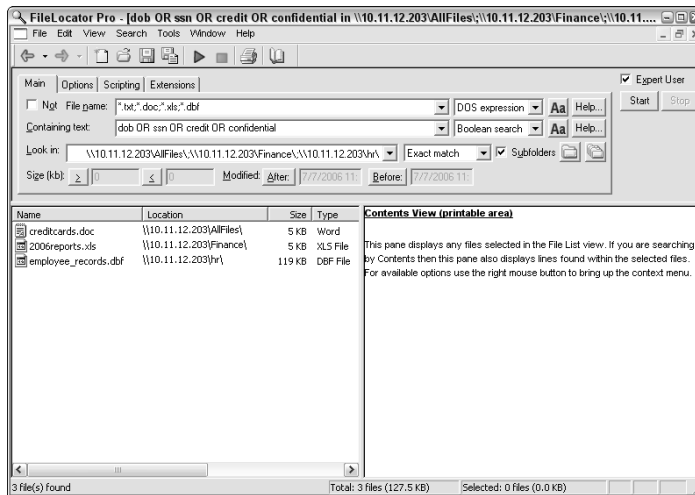 FileLocator Pro - [dob OR ssn OR credit OR confidential in \\10.11.12.203\AllFiles\;\\10.11.12.203\Finance\;\\10.11....
File Edit View Search Tools Window Help
Main Options Scripting Extensions
Expert User
Not File name: *.txt;*.doc;*.xls;*.dbf DOS expression Aa Help... Start Stop
Containing text: dob OR ssn OR credit OR confidential Boolean search Aa Help...
Look in: \\10.11.12.203\AllFiles\;\\10.11.12.203\Finance\;\\10.11.12.203\hr\ Exact match Subfolders
Size (kb): > 0 < 0 Modified: After: 7/7/2006 11: Before: 7/7/2006 11:
Name Location Size Type
creditcards.doc \\10.11.12.203\AllFiles\ 5 KB Word
2006reports.xls \\10.11.12.203\Finance\ 5 KB XLS File
employee_records.dbf \\10.11.12.203\hr\ 119 KB DBF File
Contents View (printable area)
This pane displays any files selected in the File List view. If you are searching
by Contents then this pane also displays lines found within the selected files.
For available options use the right mouse button to bring up the context menu.
3 file(s) found Total: 3 files (127.5 KB) Selected: 0 files (0.0 KB)